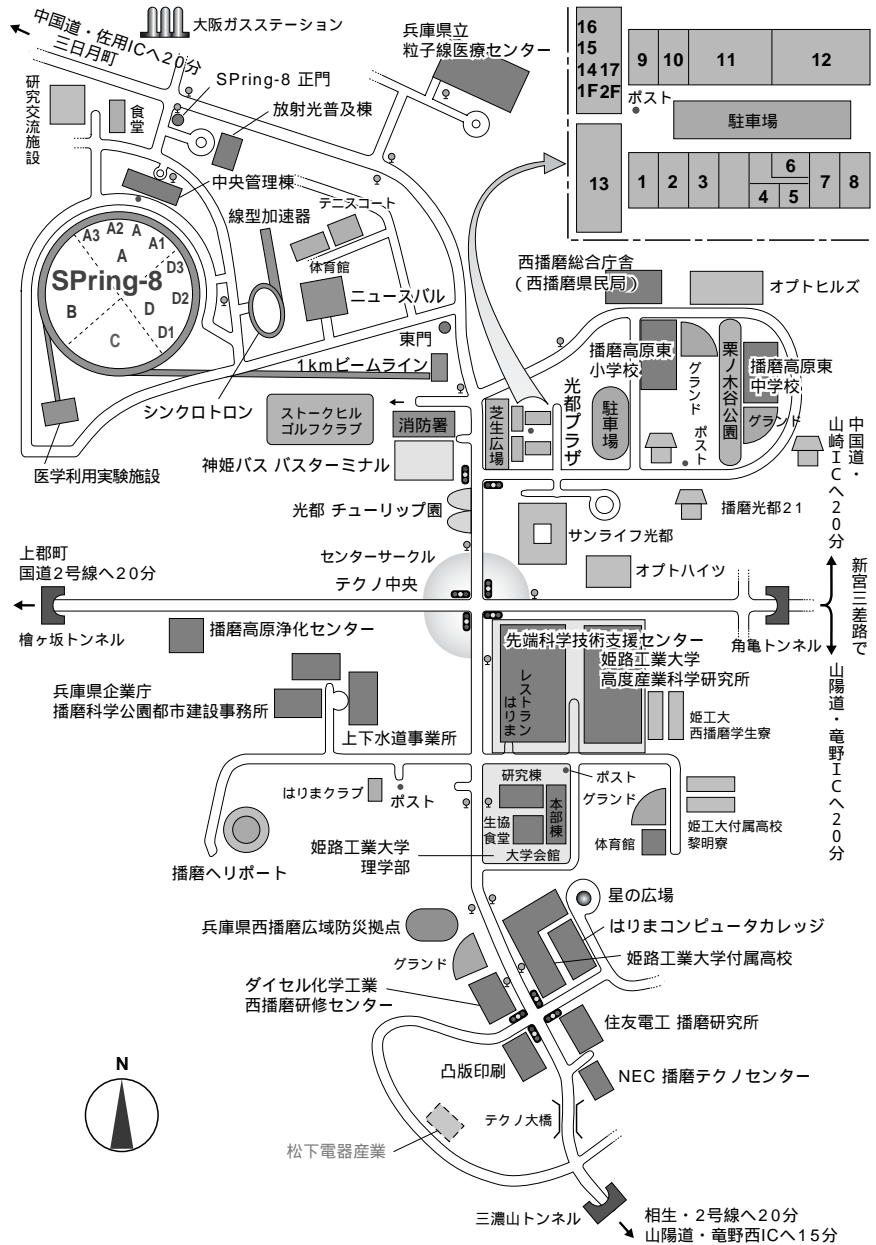 大阪ガスステーション
中国道・佐用ICへ20分
三日月町
SPring-8 正門
放射光普及棟
研究交流施設
食堂
中央管理棟
線型加速器
テニスコート
体育館
ニュースバル
東門
1kmビームライン
シンクロトロン
医学利用実験施設
A3
A2
A
A1
A
D3
SPring-8
D2
B
D
D1
C
兵庫県立
粒子線医療センター
16
15
14 17
1F 2F
9
10
11
12
ポスト
駐車場
13
1
2
3
4
5
6
7
8
西播磨総合庁舎
(西播磨県民局)
オプトヒルズ
播磨高原東
小学校
グランド
ポスト
栗ノ木谷公園
播磨高原東
中学校
グランド
ストークヒル
ゴルフクラブ
消防署
神姫バス バスターミナル
芝生広場
光都プラザ
駐車場
光都 チューリップ園
サンライフ光都
播磨光都21
オプトハイツ
センターサークル
テクノ中央
中国道・
山崎ICへ20分
新宮三差路で
山陽道・竜野ICへ20分
上郡町
国道2号線へ20分
檜ヶ坂トンネル
角亀トンネル
播磨高原浄化センター
兵庫県企業庁
播磨科学公園都市建設事務所
上下水道事業所
先端科学技術支援センター
レストラン
はりま
姫路工業大学
高度産業科学研究所
姫工大
西播磨学生寮
はりまクラブ
ポスト
播磨ヘリポート
研究棟
ポスト
本部棟
生協
食堂
大学会館
グランド
体育館
姫工大付属高校
黎明寮
姫路工業大学
理学部
星の広場
はりまコンピュータカレッジ
姫路工業大学付属高校
兵庫県西播磨広域防災拠点
グランド
ダイセル化学工業
西播磨研修センター
住友電工 播磨研究所
凸版印刷
NEC 播磨テクノセンター
テクノ大橋
松下電器産業
N
三濃山トンネル
相生・2号線へ20分
山陽道・竜野西ICへ15分